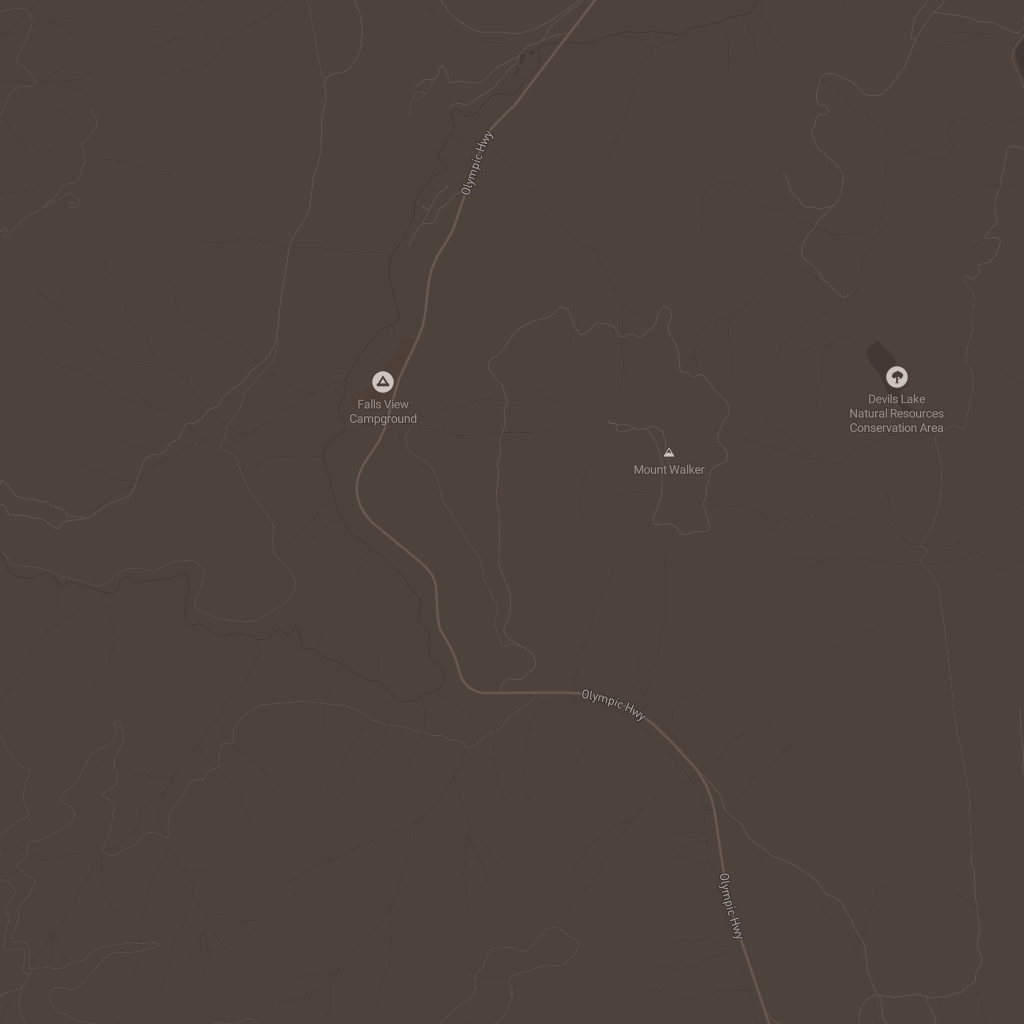 Olympic Hwy
Falls View
Campground
Devils Lake
Natural Resources
Conservation Area
Mount Walker
Olympic Hwy
Olympic Hwy